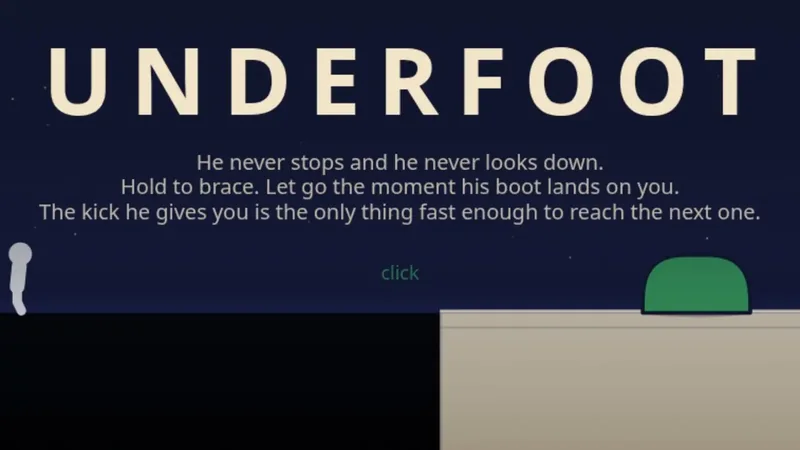 UNDERFOOT
He never stops and he never looks down.
Hold to brace. Let go the moment his boot lands on you.
The kick he gives you is the only thing fast enough to reach the next one.
click